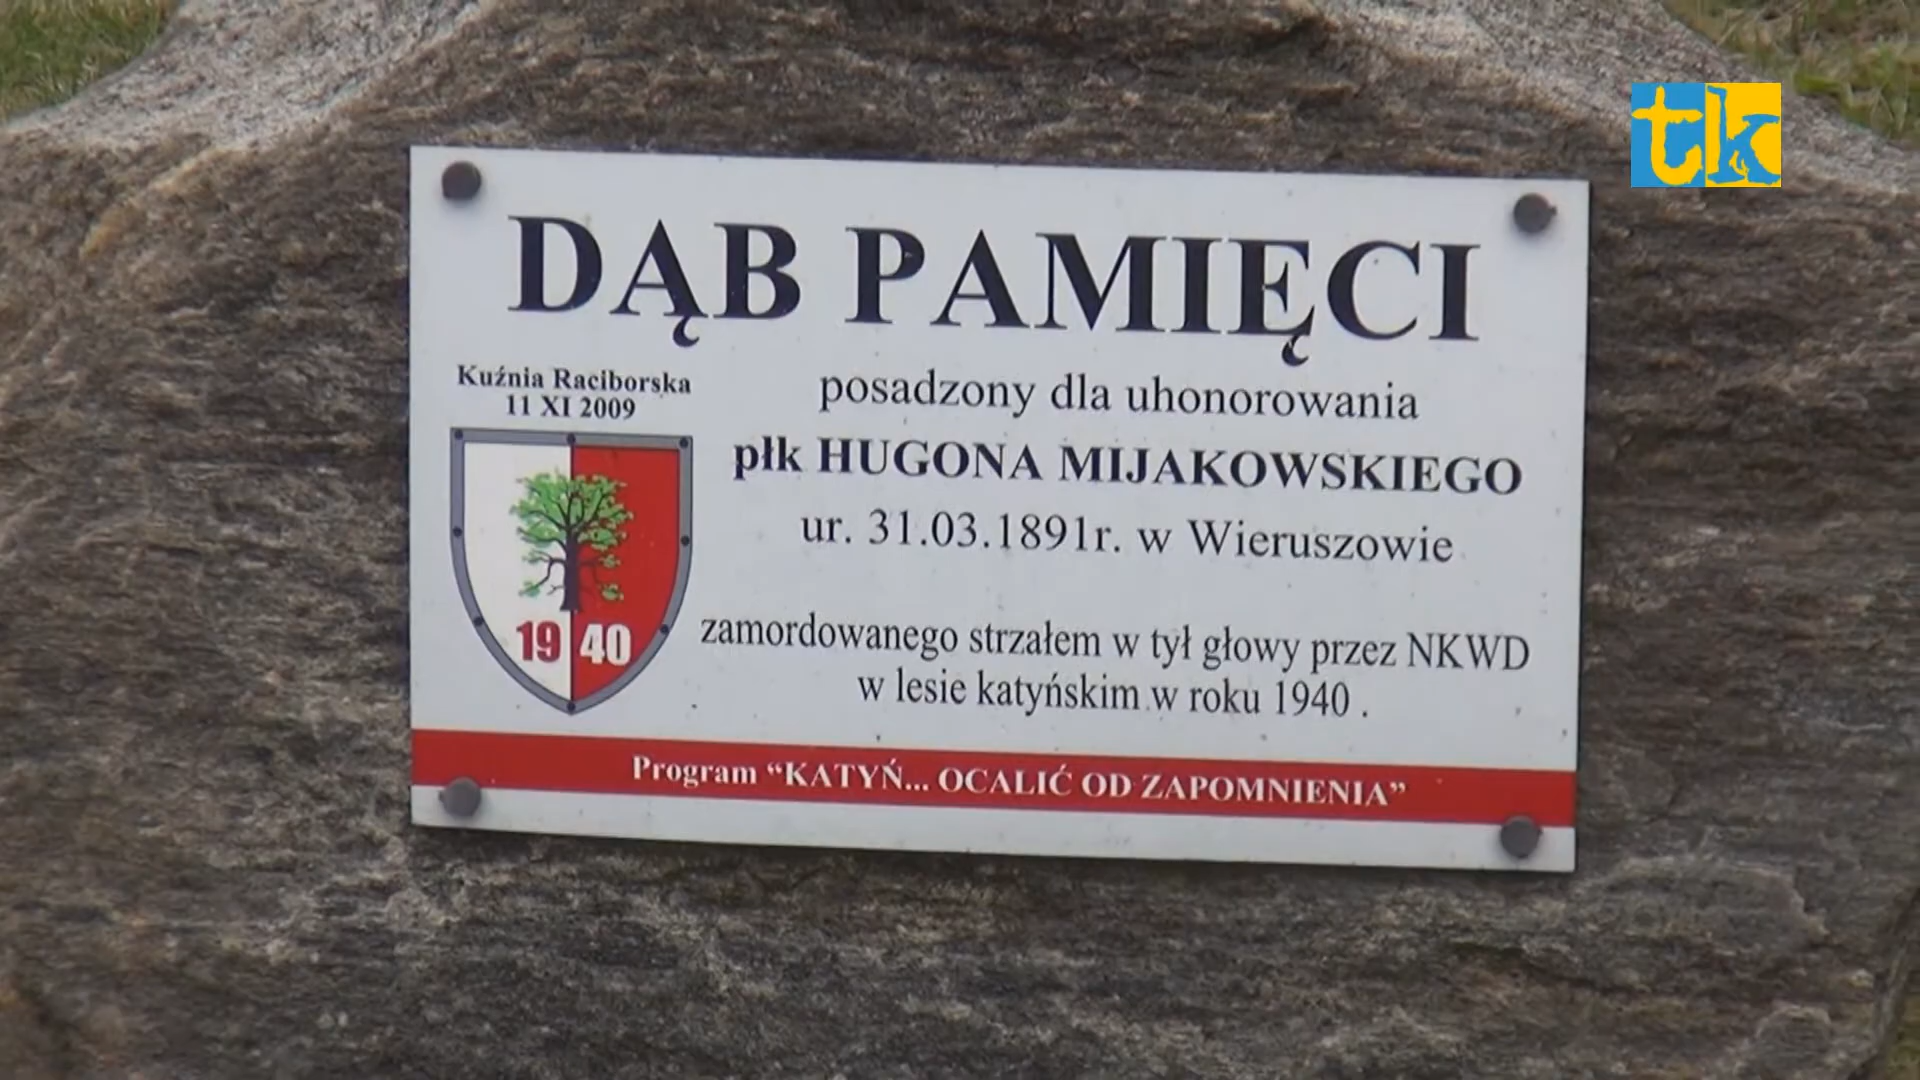 tk
DĄB PAMIĘCI
Kuźnia Raciborska
11 XI 2009
posadzony dla uhonorowania
płk HUGONA MIJAKOWSKIEGO
ur. 31.03.1891r. w Wieruszowie
19 40
zamordowanego strzałem w tył głowy przez NKWD
w lesie katyńskim w roku 1940 .
Program “KATYŃ... OCALIĆ OD ZAPOMNIENIA”